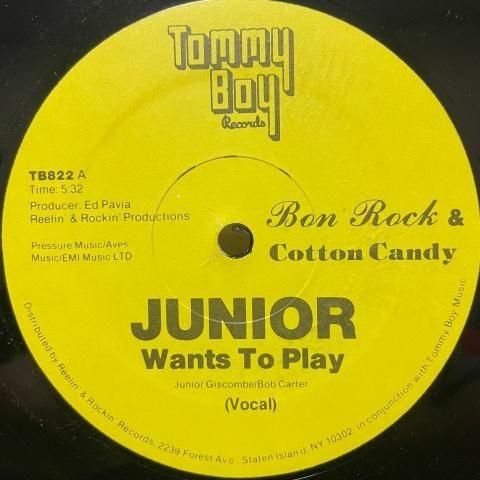 Tommy
Boy
Records
TB822 A
Time: 5:32
Producer: Ed Pavia
Reelin' & Rockin' Productions
Pressure Music/Aves
Music/EMI Music LTD
Bon Rock &
Cotton Candy
JUNIOR
Wants To Play
Junior Giscombe/Bob Carter
(Vocal)
Distributed by Reelin' & Rockin' Records, 2239 Forest Ave., Staten Island, NY 10302, in conjunction with Tommy Boy Music